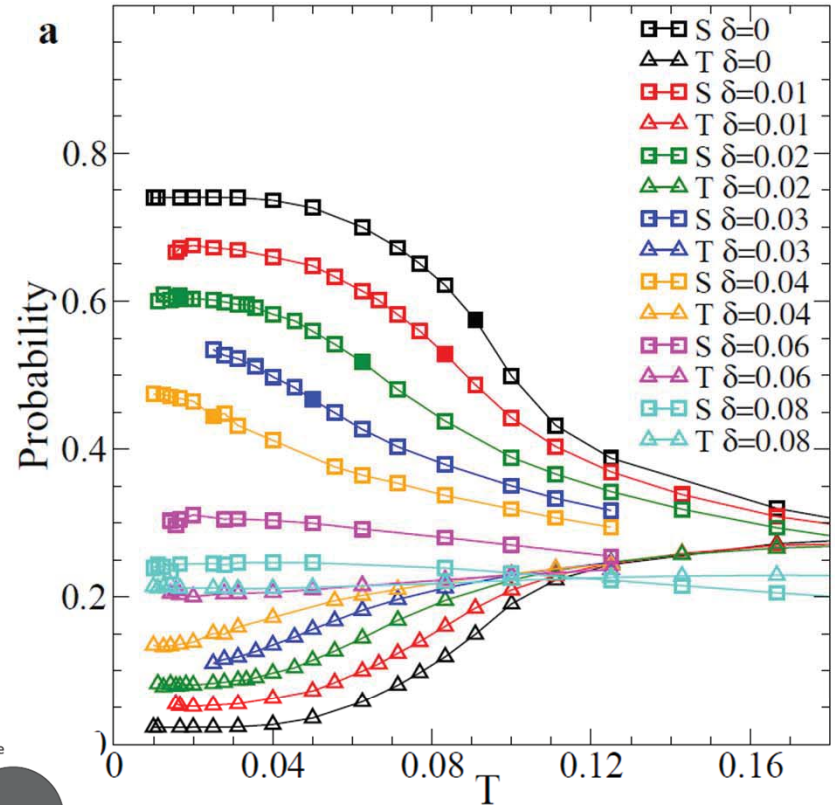 a
S δ=0
T δ=0
S δ=0.01
T δ=0.01
S δ=0.02
T δ=0.02
S δ=0.03
T δ=0.03
S δ=0.04
T δ=0.04
S δ=0.06
T δ=0.06
S δ=0.08
T δ=0.08
0.8
0.6
0.4
0.2
)
Probability
0 0.04 0.08 0.12 0.16
T
e